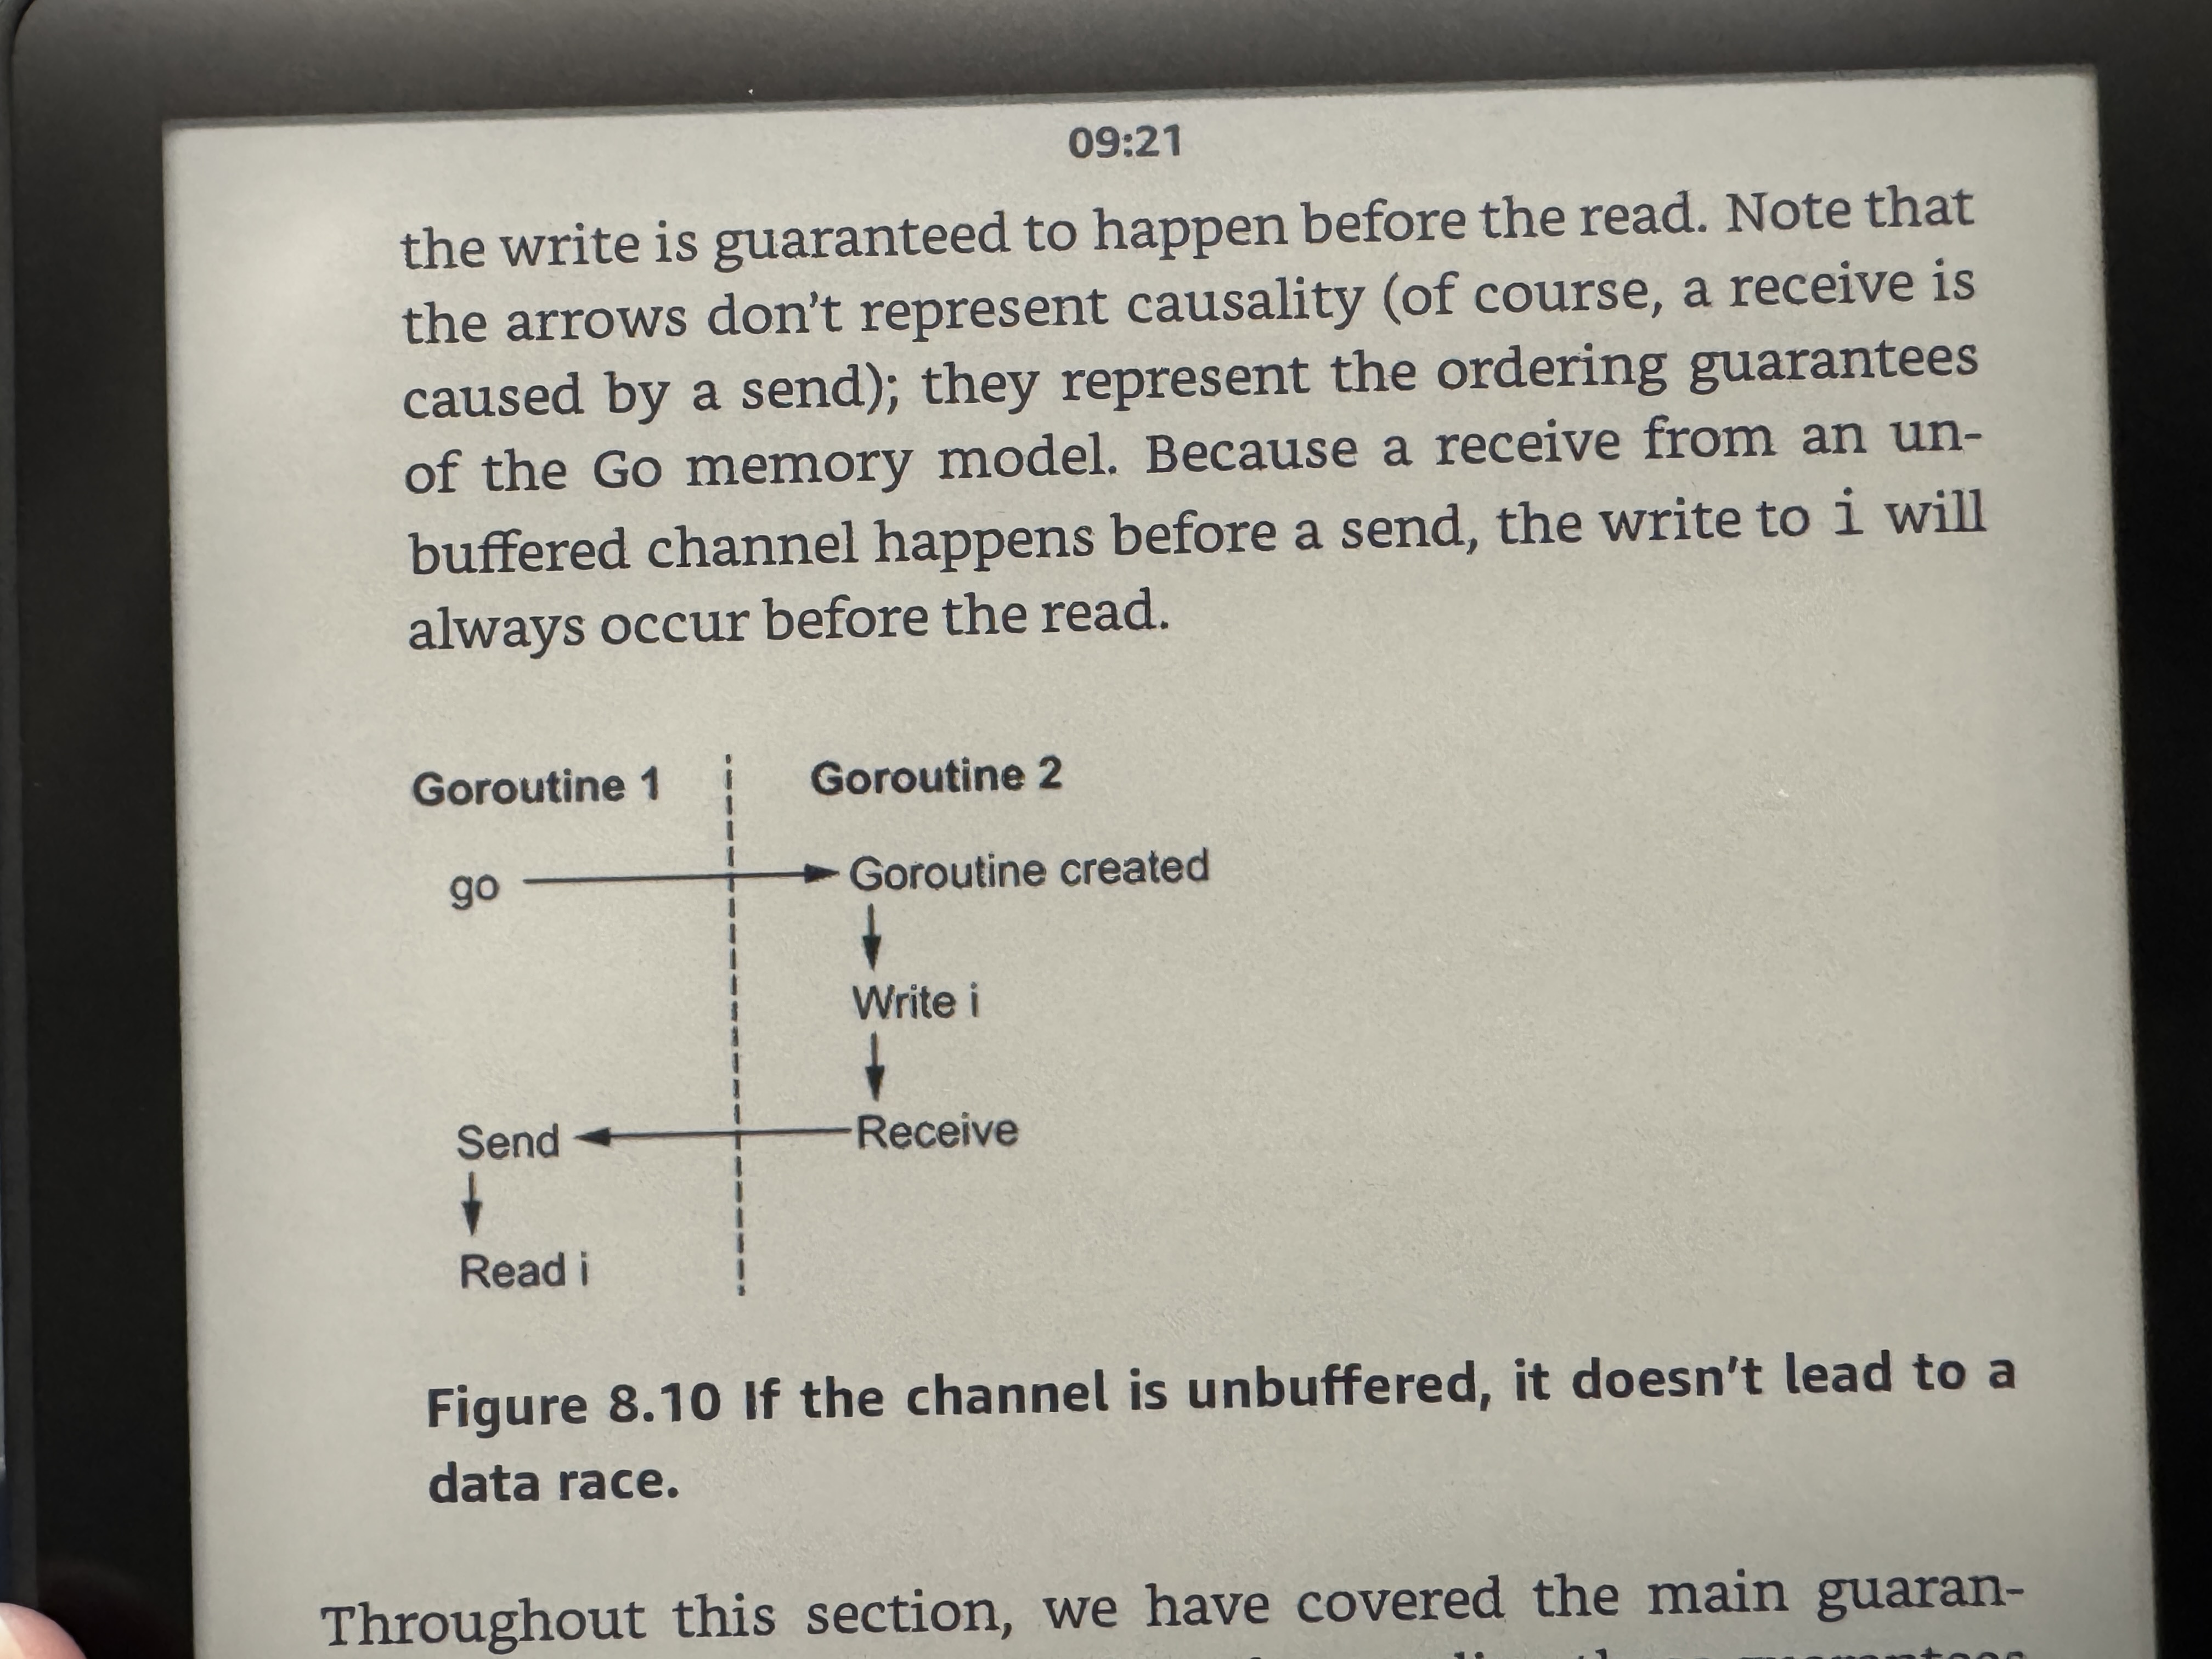 09:21
the write is guaranteed to happen before the read. Note that
the arrows don't represent causality (of course, a receive is
caused by a send); they represent the ordering guarantees
of the Go memory model. Because a receive from an un-
buffered channel happens before a send, the write to i will
always occur before the read.
Goroutine 1
Goroutine 2
go
Goroutine created
Write i
Send
Receive
Read i
Figure 8.10 If the channel is unbuffered, it doesn't lead to a
data race.
Throughout this section, we have covered the main guaran-